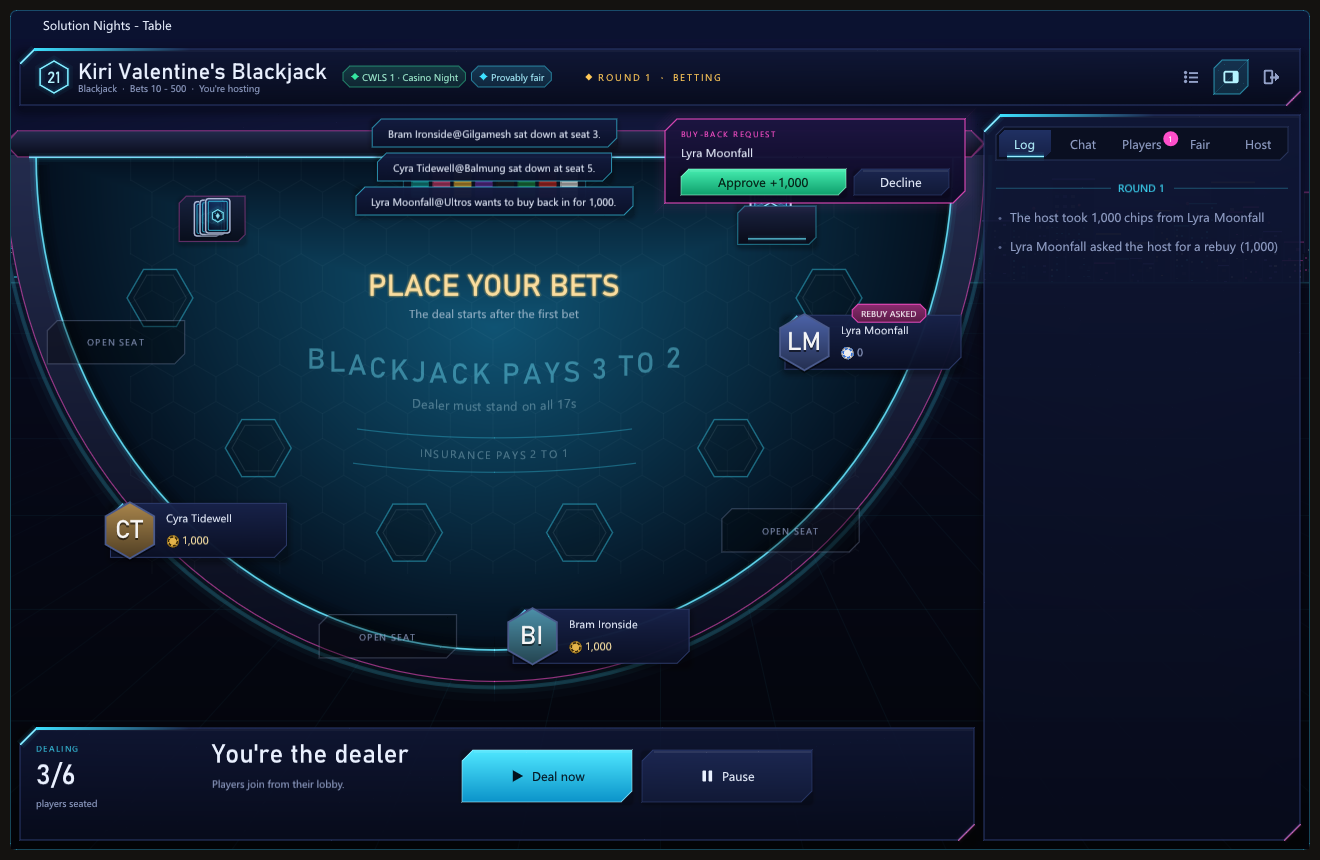 Solution Nights - Table
21
Kiri Valentine's Blackjack
Blackjack · Bets 10 - 500 · You're hosting
CWLS 1 · Casino Night
Provably fair
ROUND 1 · BETTING
Bram Ironside@Gilgamesh sat down at seat 3.
Cyra Tidewell@Balmung sat down at seat 5.
Lyra Moonfall@Ultros wants to buy back in for 1,000.
BUY-BACK REQUEST
Lyra Moonfall
Approve +1,000
Decline
Log
Chat
Players
1
Fair
Host
ROUND 1
The host took 1,000 chips from Lyra Moonfall
Lyra Moonfall asked the host for a rebuy (1,000)
PLACE YOUR BETS
The deal starts after the first bet
BLACKJACK PAYS 3 TO 2
Dealer must stand on all 17s
INSURANCE PAYS 2 TO 1
OPEN SEAT
REBUY ASKED
LM
Lyra Moonfall
0
CT
Cyra Tidewell
1,000
OPEN SEAT
OPEN SEAT
BI
Bram Ironside
1,000
DEALING
3/6
players seated
You're the dealer
Players join from their lobby.
Deal now
Pause